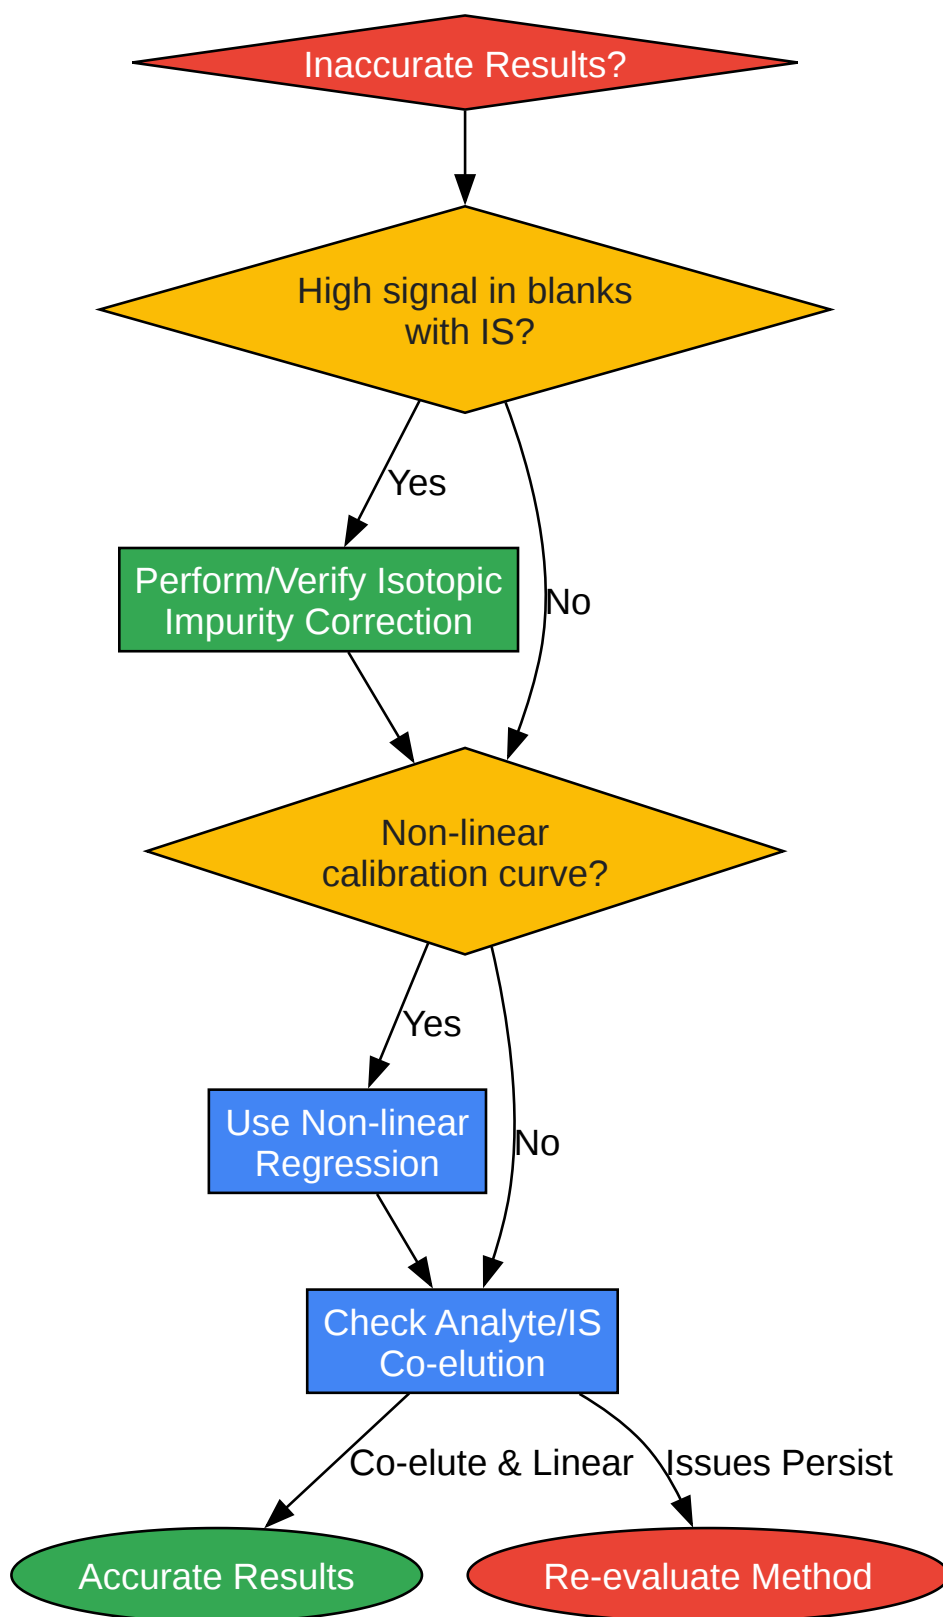 Inaccurate Results?
High signal in blanks
with IS?
Yes
Perform/Verify Isotopic
Impurity Correction
No
Non-linear
calibration curve?
Yes
Use Non-linear
Regression
No
Check Analyte/IS
Co-elution
Co-elute & Linear
Issues Persist
Accurate Results
Re-evaluate Method